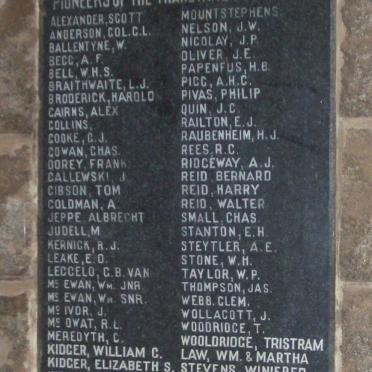 PIONEERS OF THE
ALEXANDER, SCOTT
ANDERSON, COL. C.L.
BALLENTYNE, W.
BEGG, A. F.
BELL, W.H.S.
BRAITHWAITE, L.J.
BRODERICK, HAROLD
CAIRNS, ALEX
COLLINS,
COOKE, C.J.
COWAN, CHAS.
DOREY, FRANK
GALLEWSKI, J
GIBSON, TOM
GOLDMAN, A
JEPPE, ALBRECHT
JUDELL, M
KERNICK, R.J.
LEAKE, E.D.
LEGGELO, C.B. VAN
Mc EWAN, WM. JNR.
Mc EWAN, WM. SNR.
Mc IVOR, J.
Mc OWAT, R.L.
MEREDYTH, C.
KIDGER, WILLIAM C.
KIDGER, ELIZABETH S.
MOUNTSTEPHENS,
NELSON, J.W.
NICOLAY, J.P.
OLIVER, J.E.
PAPENFUS, H.B.
PIGG, A.H.C.
PIVAS, PHILIP
QUIN, J.C.
RAILTON, E.J.
RAUBENHEIM, H.J.
REES, R.C.
RIDGEWAY, A.J.
REID, BERNARD
REID, HARRY
REID, WALTER
SMALL, CHAS.
STANTON, E.H.
STEYTLER, A.E.
STONE, W.H.
TAYLOR, W.P.
THOMPSON, JAS.
WEBB. CLEM.
WOLLACOTT, J.
WOODRIDGE, T.
WOOLDRIDGE, TRISTRAM
LAW, WM. & MARTHA
STEVENS, WINIFRED